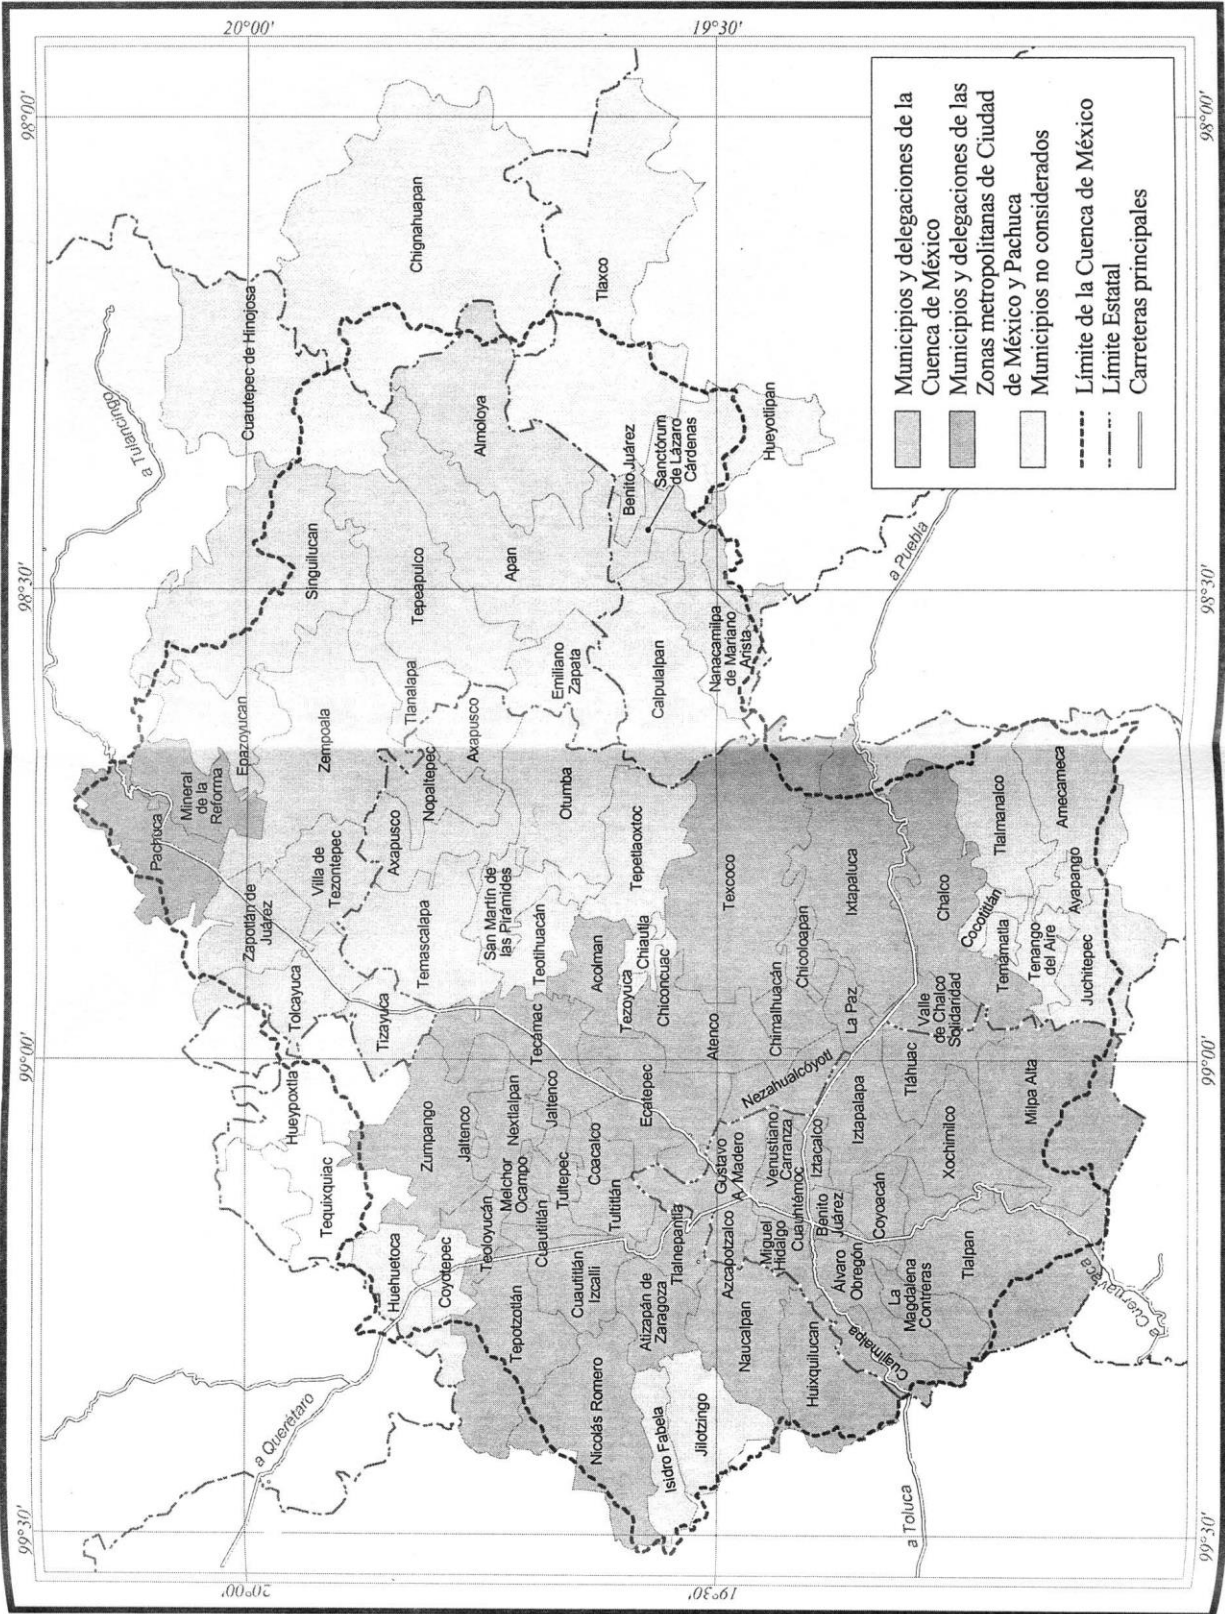 20°00'
19°30'
98°00'
98°00'
98°30'
98°30'
99°00'
99°00'
99°30'
99°30'
20°00'
19°30'
a Tulancingo
Cuautepec de Hinojosa
Chignahuapan
Tlaxco
Almoloya
Benito Juárez
Sanctórum
de Lázaro
Cárdenas
Hueyotlipan
Singuilucan
Tepeapulco
Apan
Emiliano
Zapata
Calpulalpan
Nanacamilpa
de Mariano
Arista
a Puebla
Pachuca
Mineral
de la
Reforma
Epazoyucan
Zempoala
Tlanalapa
Axapusco
Nopaltepec
Otumba
Zapotlán de
Juárez
Villa de
Tezontepec
Axapusco
Temascalapa
San Martín de
las Pirámides
Teotihuacán
Tepetlaoxtoc
Acolman
Chiautla
Tezoyuca
Chiconcuac
Texcoco
Chicoloapan
Ixtapaluca
Chalco
Tlalmanalco
Amecameca
Cocotitlán
Temamatla
Tenango
del Aire
Ayapango
Juchitepec
Tolcayuca
Tizayuca
Tecámac
Atenco
Chimalhuacán
La Paz
Valle
de Chalco
Solidaridad
Hueypoxtla
Tequixquiac
Zumpango
Jaltenco
Nextlalpan
Jaltenco
Ecatepec
Nezahualcóyotl
Tláhuac
Milpa Alta
Melchor
Ocampo
Tultepec
Coacalco
Tultitlán
Gustavo
A. Madero
Venustiano
Carranza
Cuauhtémoc
Iztacalco
Iztapalapa
Xochimilco
Huehuetoca
Coyotepec
Teoloyucán
Cuautitlán
Tlalnepantla
Azcapotzalco
Miguel
Hidalgo
Benito
Juárez
Coyoacán
Tepotzotlán
Cuautitlán
Izcalli
Atizapán de
Zaragoza
Naucalpan
Álvaro
Obregón
La
Magdalena
Contreras
Tlalpan
Nicolás Romero
Isidro Fabela
Jilotzingo
Huixquilucan
Cuajimalpa
a Querétaro
a Toluca
a Cuernavaca
Municipios y delegaciones de la
Cuenca de México
Municipios y delegaciones de las
Zonas metropolitanas de Ciudad
de México y Pachuca
Municipios no considerados
Límite de la Cuenca de México
Límite Estatal
Carreteras principales